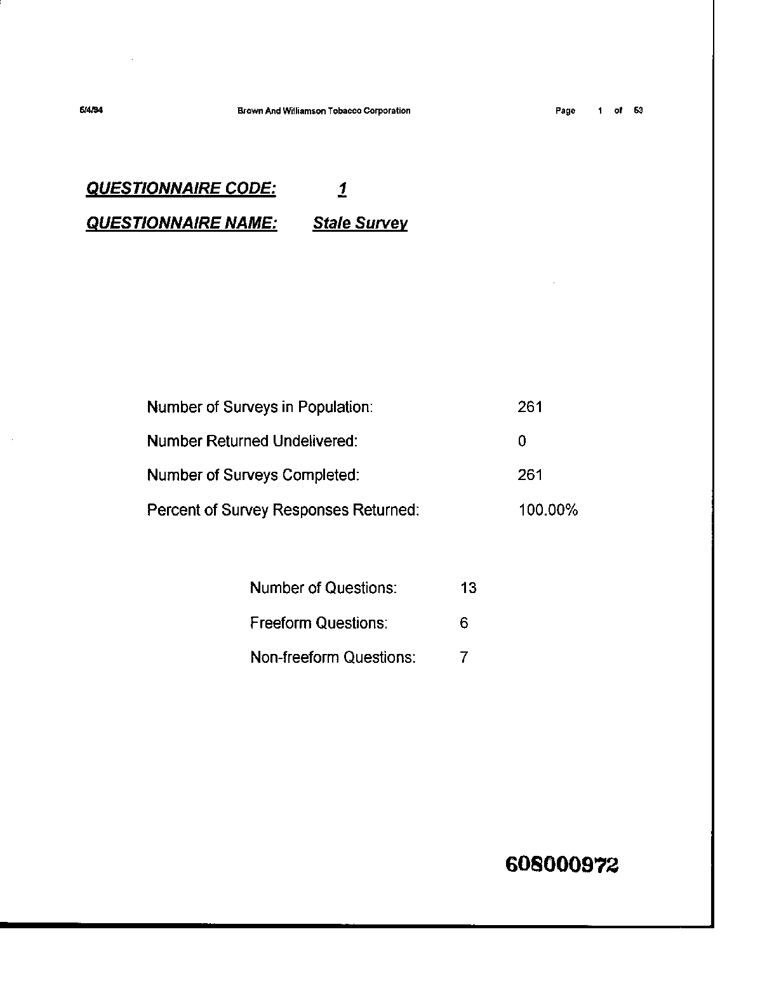 5/4/94 Brown And Williamson Tobacco Corporation Page 1 of 53
QUESTIONNAIRE CODE: 1
QUESTIONNAIRE NAME: Stale Survey
Number of Surveys in Population: 261
Number Returned Undelivered: 0
Number of Surveys Completed: 261
Percent of Survey Responses Returned: 100.00%
Number of Questions: 13
Freeform Questions: 6
Non-freeform Questions: 7
608000972